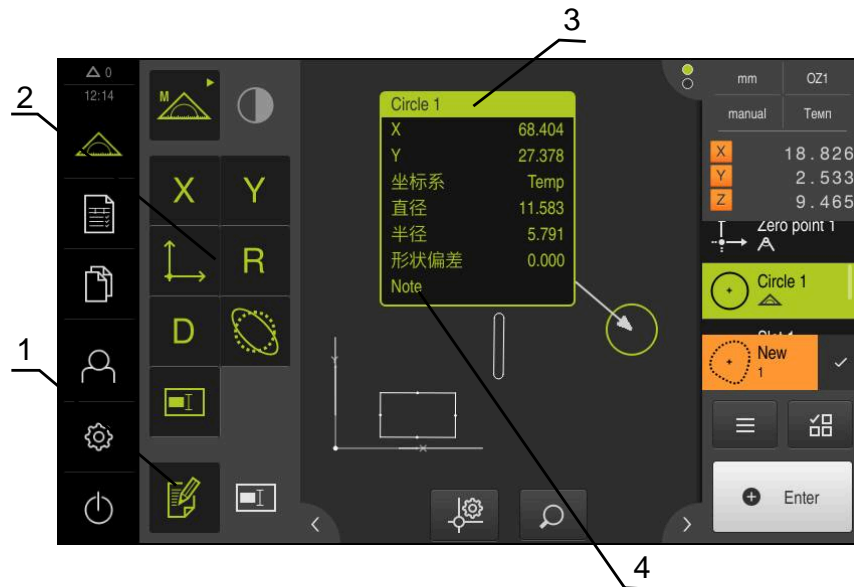 3
△ 0
12:14
2
M
X
Y
R
D
1
Circle 1
X 68.404
Y 27.378
坐标系 Temp
直径 11.583
半径 5.791
形状偏差 0.000
Note
Y
X
mm
OZ1
manual
Темп
X 18.826
Y 2.533
Z 9.465
Zero point 1
Circle 1
New
1
Enter
4